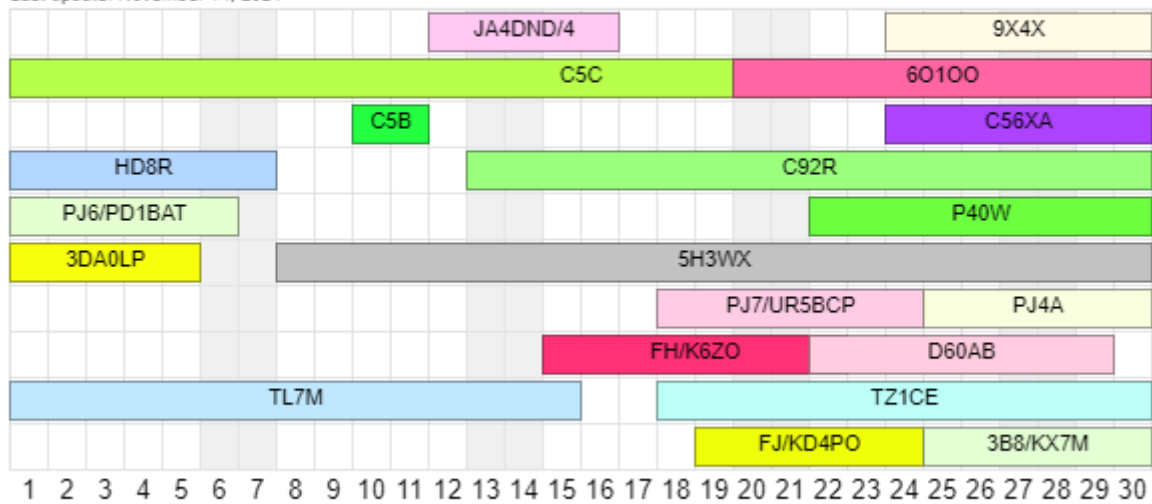 JA4DND/4 9X4X
C5C 6O1OO
C5B C56XA
HD8R C92R
PJ6/PD1BAT P40W
3DA0LP 5H3WX
PJ7/UR5BCP PJ4A
FH/K6ZO D60AB
TL7M TZ1CE
FJ/KD4PO 3B8/KX7M
1 2 3 4 5 6 7 8 9 10 11 12 13 14 15 16 17 18 19 20 21 22 23 24 25 26 27 28 29 30